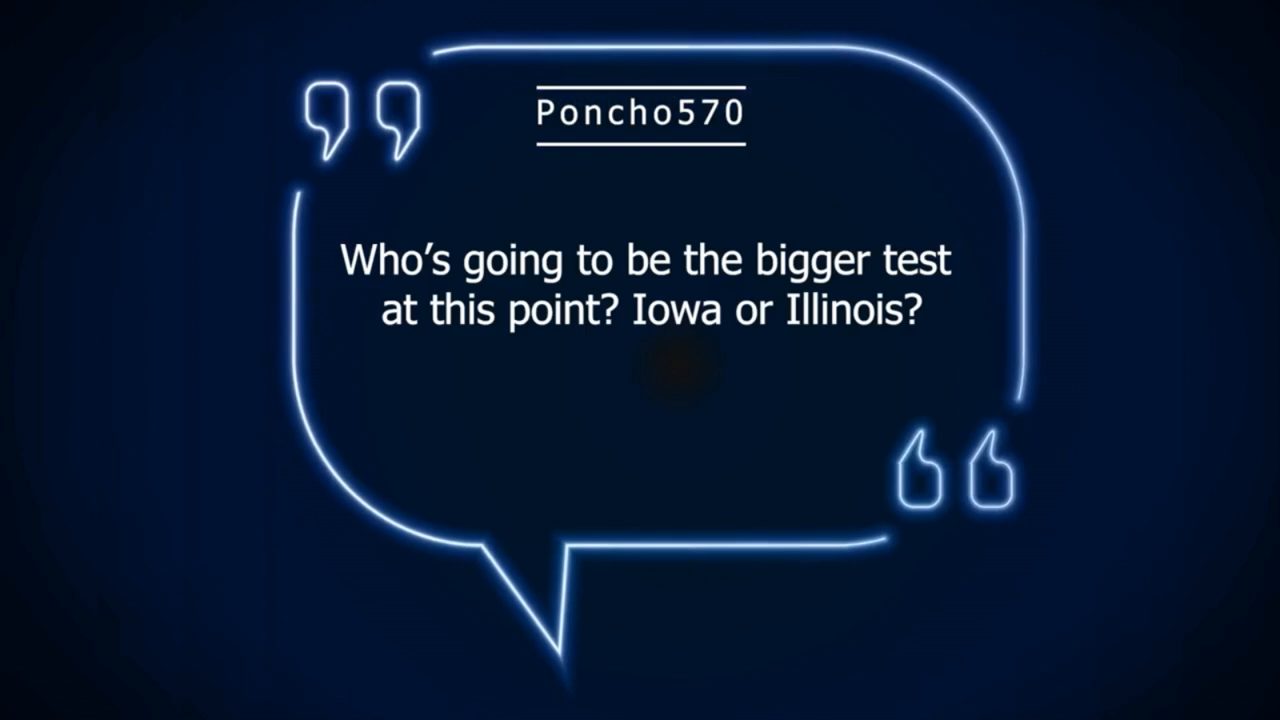 Poncho570
Who’s going to be the bigger test
at this point? Iowa or Illinois?